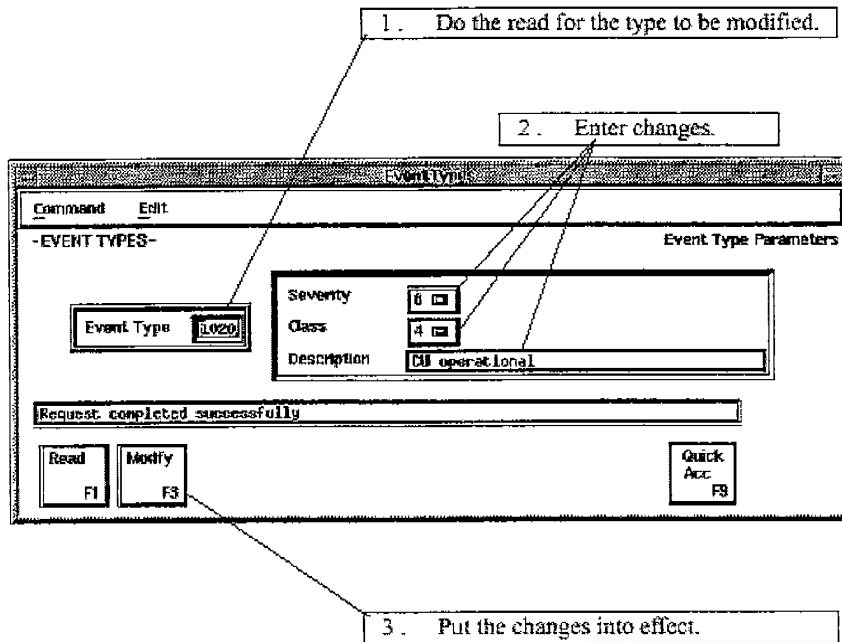 1. Do the read for the type to be modified.
2. Enter changes.
EventTypes
Command Edit
-EVENT TYPES- Event Type Parameters
Severity 6
Event Type 1020
Class 4
Description CU operational
Request completed successfully
Read F1
Modify F3
Quick Acc F9
3. Put the changes into effect.